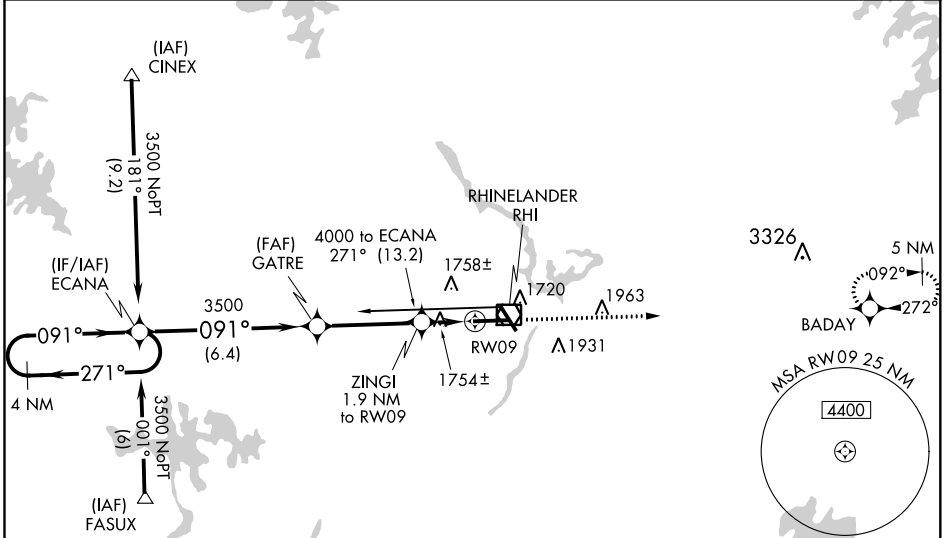 (IAF)
CINEX
3500 NoPT
181°
(9.2)
(IF/IAF)
ECANA
091°
271°
4 NM
3500
091°
(6.4)
(FAF)
GATRE
4000 to ECANA
271° (13.2)
1758±
RHINELANDER
RHI
1720
1963
1931
RW09
ZINGI
1.9 NM
to RW09
1754±
3500 NoPT
001°
(6)
(IAF)
FASUX
3326
5 NM
092°
272°
BADAY
MSA RW09 25 NM
4400